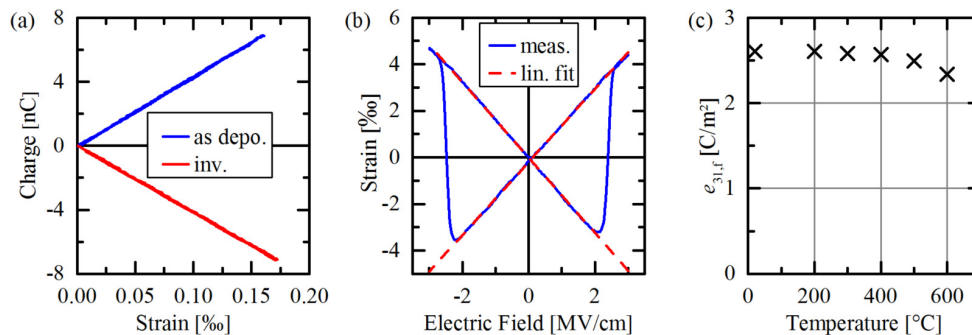 (a)
Charge [nC]
8
4
0
-4
-8
as depo.
inv.
0.00 0.05 0.10 0.15 0.20
Strain [‰]
(b)
Strain [‰]
6
4
2
0
-2
-4
meas.
lin. fit
-2 0 2
Electric Field [MV/cm]
(c)
e31,f [C/m²]
3
2
1
0
0 200 400 600
Temperature [°C]